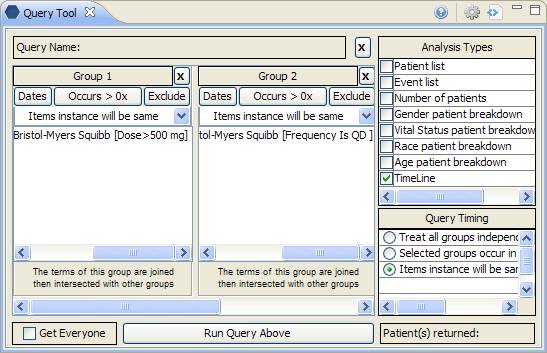 Query Tool
Query Name:
x
Group 1
x
Group 2
x
Dates
Occurs > 0x
Exclude
Dates
Occurs > 0x
Exclude
Items instance will be same
Items instance will be same
Bristol-Myers Squibb [Dose>500 mg]
tol-Myers Squibb [Frequency Is QD ]
The terms of this group are joined
then intersected with other groups
The terms of this group are joined
then intersected with other groups
Get Everyone
Run Query Above
Analysis Types
Patient list
Event list
Number of patients
Gender patient breakdown
Vital Status patient breakdow
Race patient breakdown
Age patient breakdown
TimeLine
Query Timing
Treat all groups independ
Selected groups occur in
Items instance will be san
Patient(s) returned: